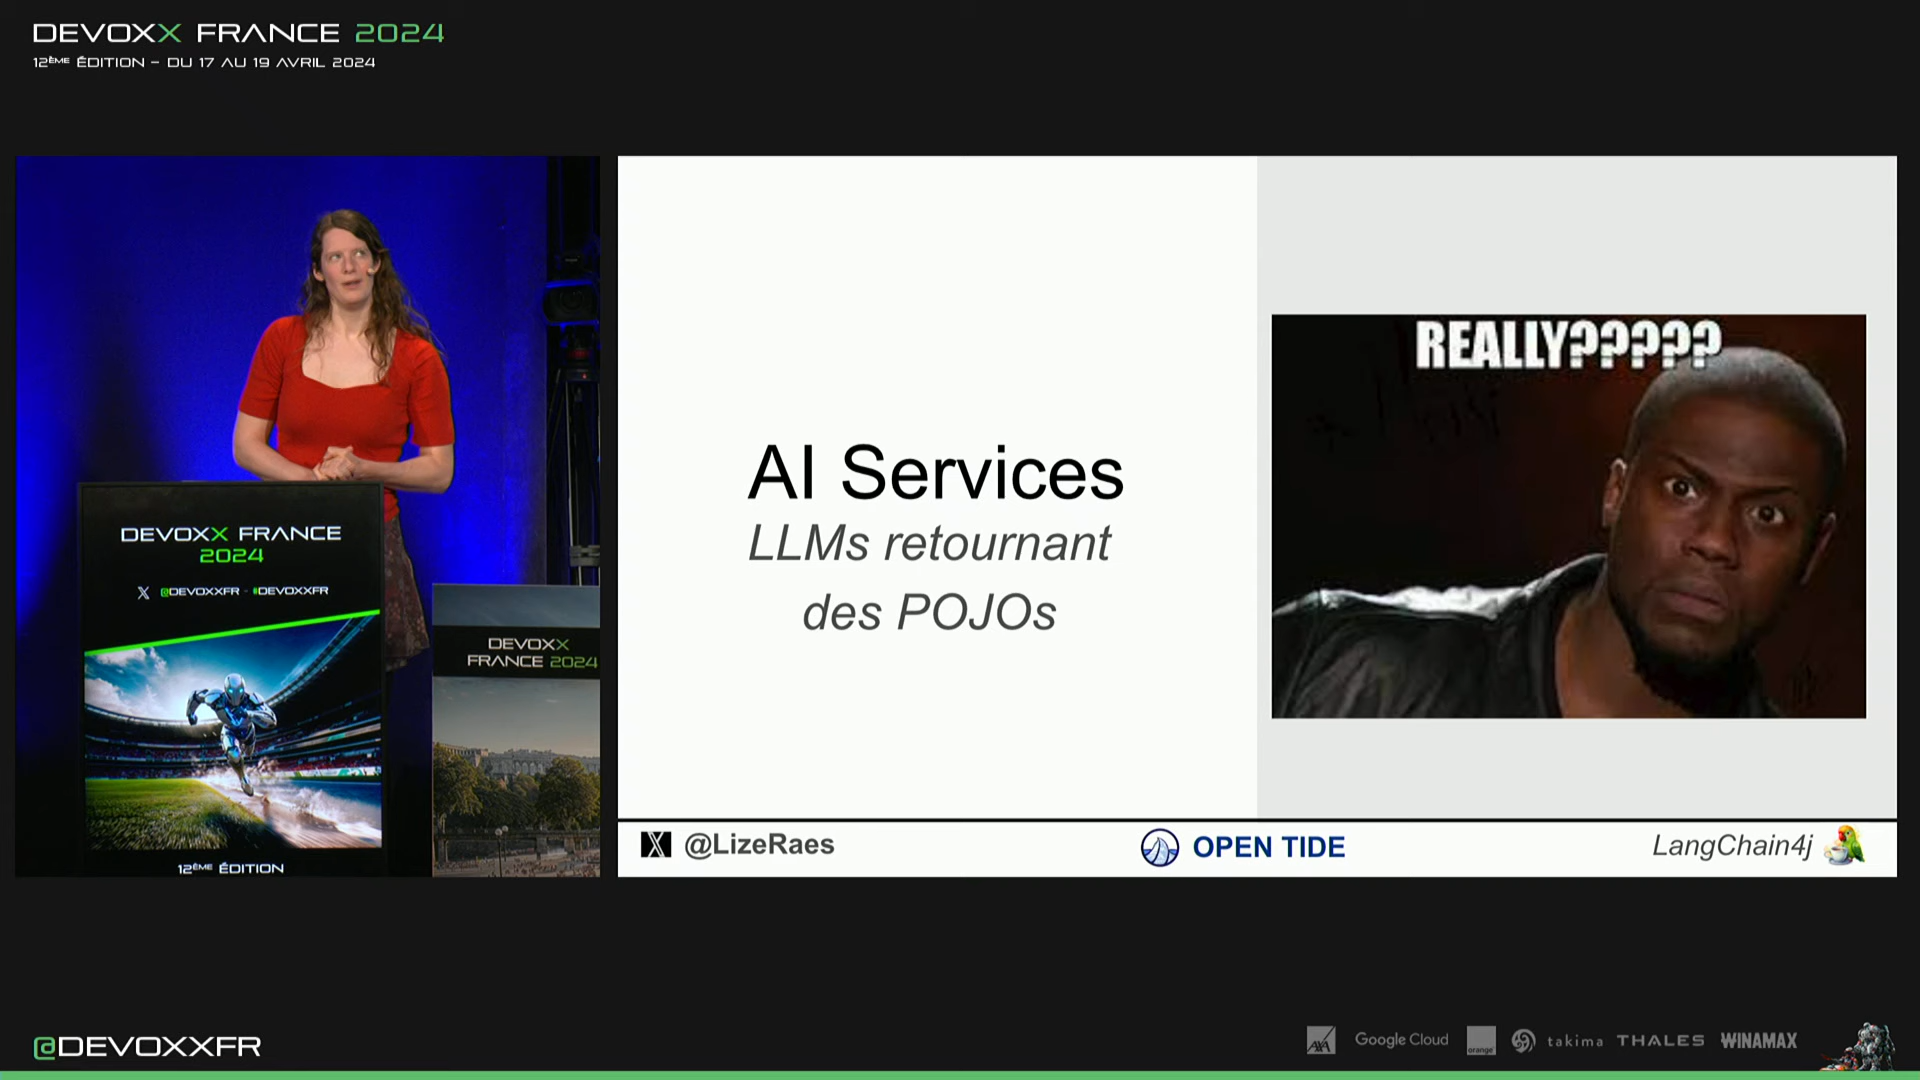 DEVOXX FRANCE 2024
12ÈME ÉDITION - DU 17 AU 19 AVRIL 2024
DEVOXX FRANCE
2024
X @DEVOXXFR - #DEVOXXFR
12ÈME ÉDITION
DEVOXX
FRANCE 2024
AI Services
LLMs retournant
des POJOs
REALLY?????
X @LizeRaes
OPEN TIDE
LangChain4j
@DEVOXXFR
AXA
Google Cloud
orange
takima
THALES
WINAMAX